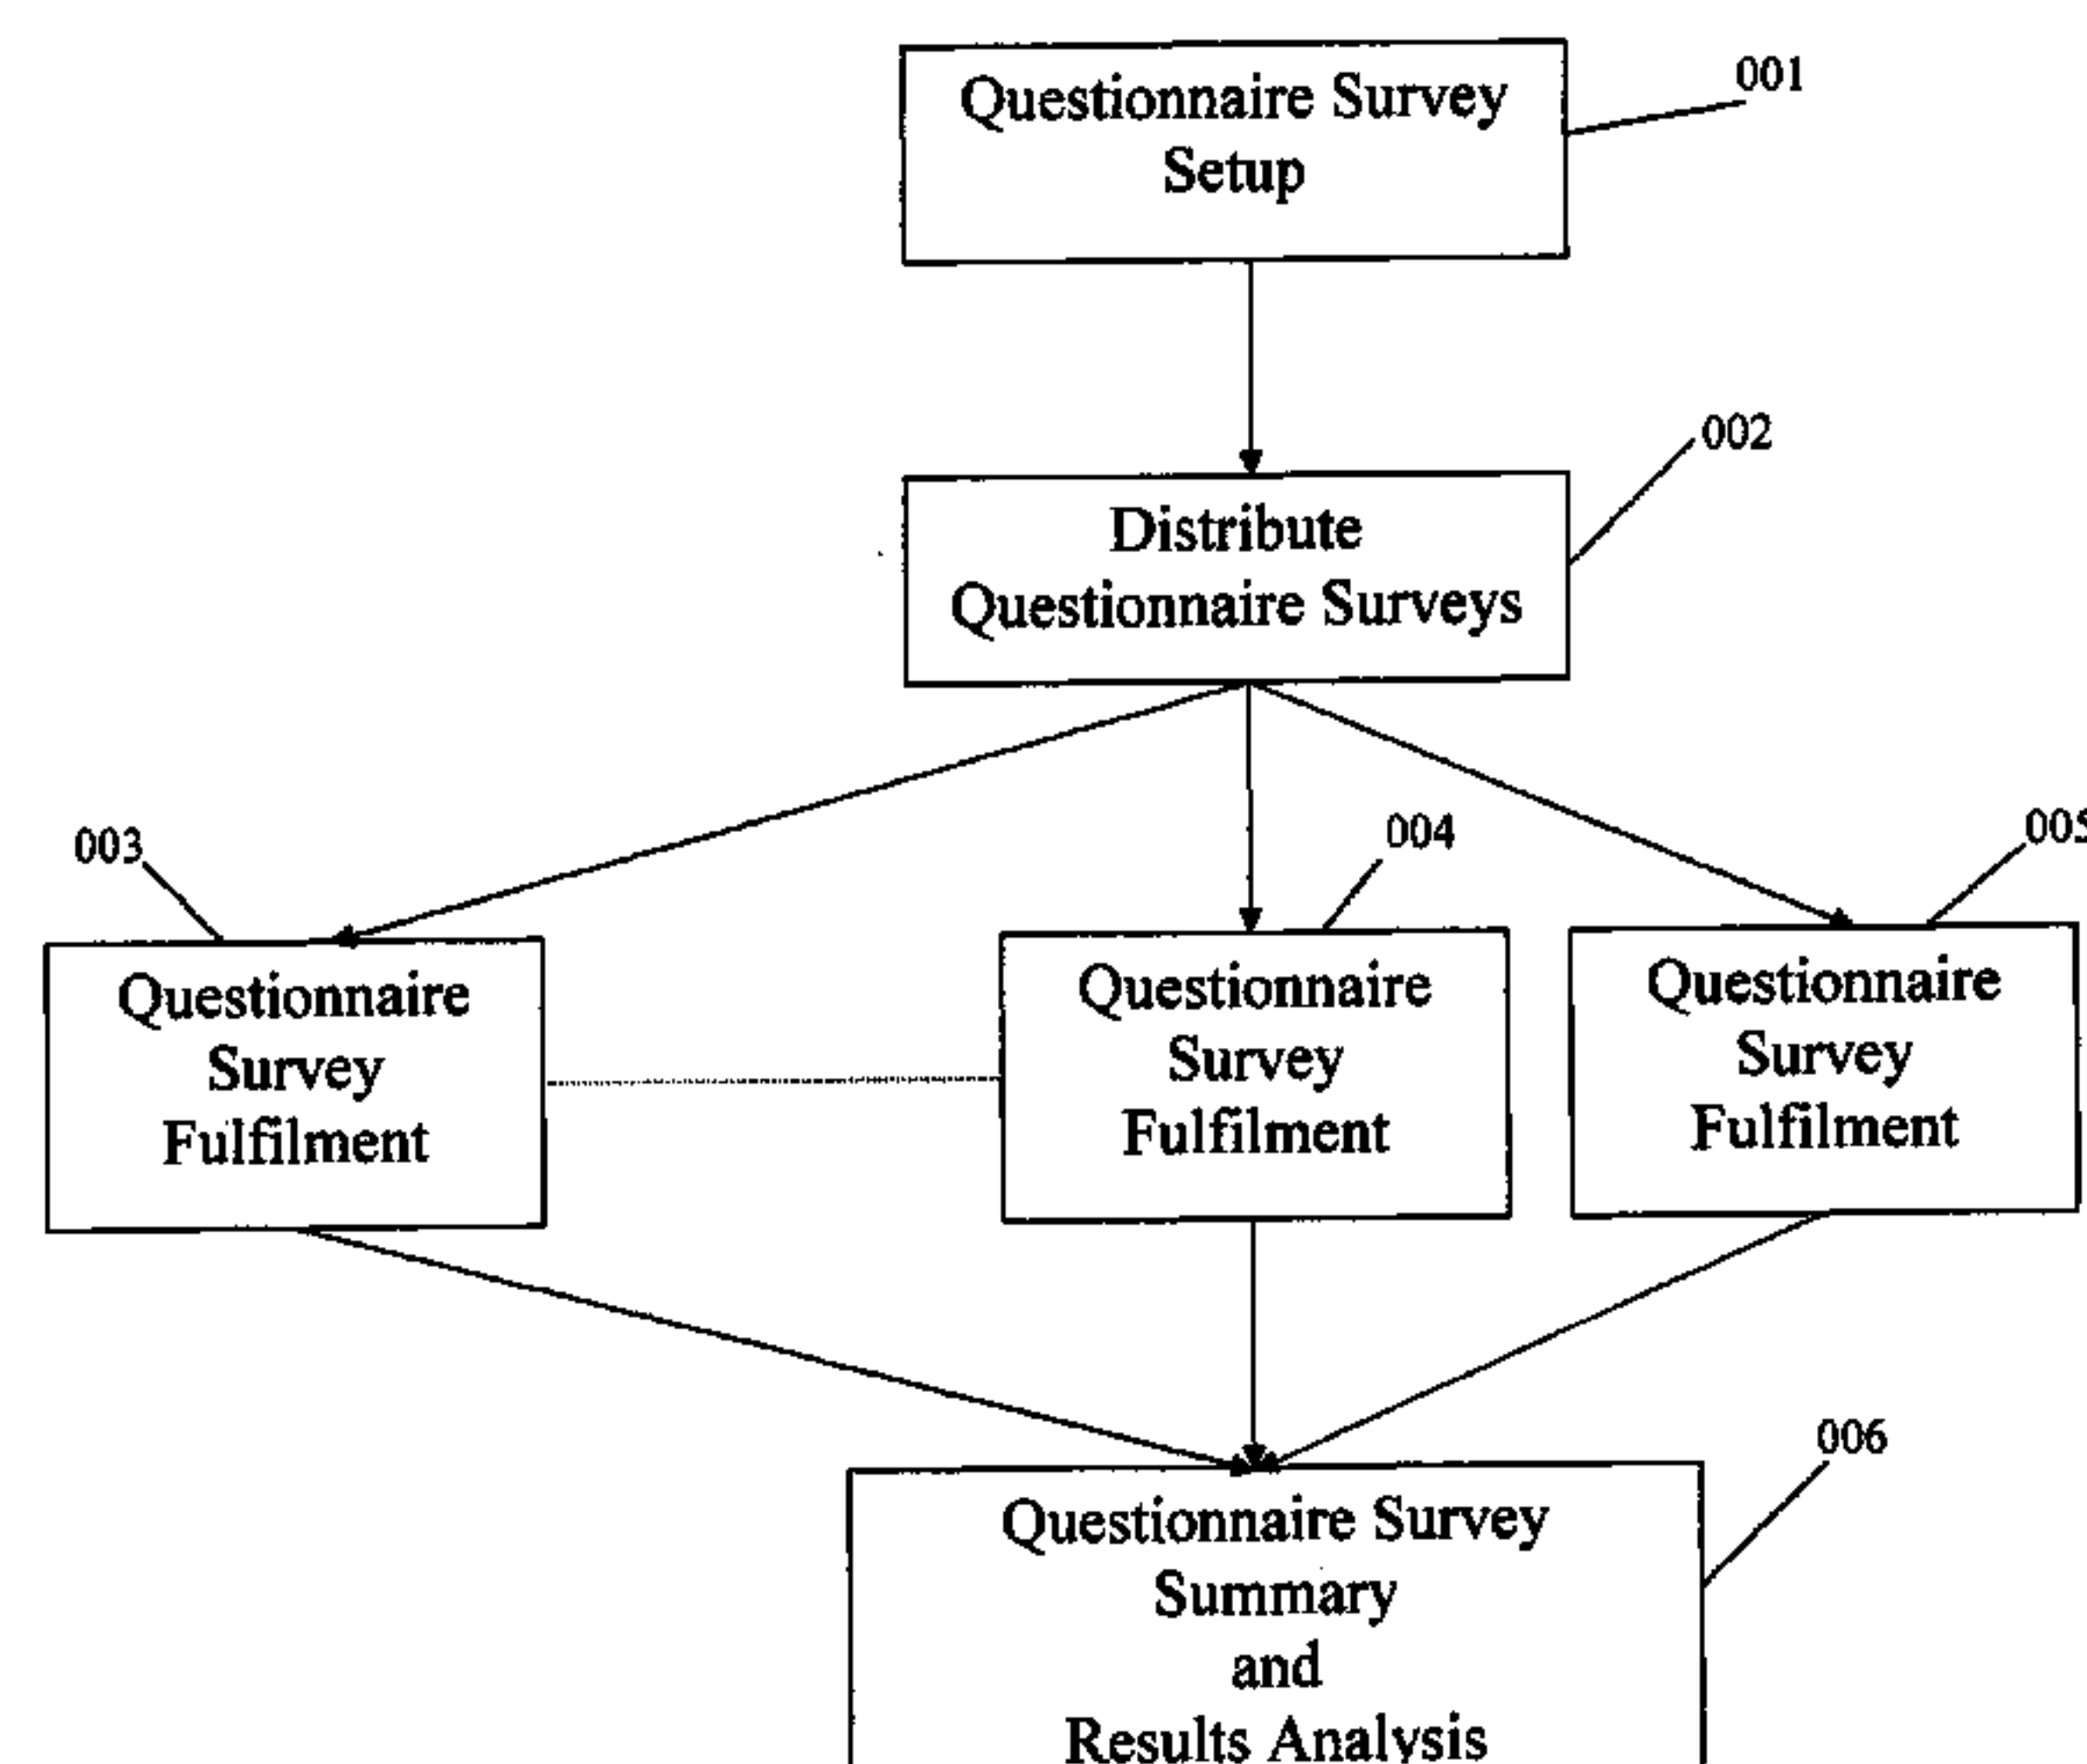 Questionnaire Survey
Setup
001
Distribute
Questionnaire Surveys
002
003
Questionnaire
Survey
Fulfilment
004
Questionnaire
Survey
Fulfilment
005
Questionnaire
Survey
Fulfilment
006
Questionnaire Survey
Summary
and
Results Analysis